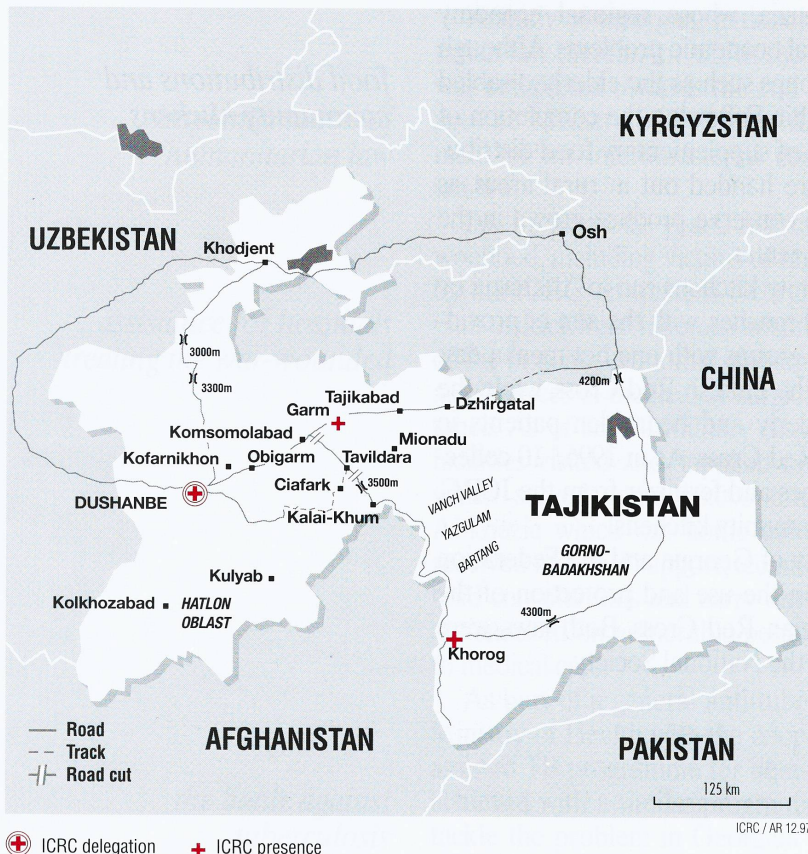 KYRGYZSTAN
UZBEKISTAN
Khodjent
Osh
3000m
3300m
4200m
CHINA
Tajikabad
Dzhirgatal
Garm
Komsomolabad
Mionadu
Kofarnikhon
Obigarm
Tavildara
Ciafark
3500m
DUSHANBE
Kalai-Khum
VANCH VALLEY
YAZGULAM
BARTANG
TAJIKISTAN
GORNO-
BADAKHSHAN
Kulyab
Kolkhozabad
HATLON
OBLAST
4300m
Khorog
Road
Track
Road cut
AFGHANISTAN
PAKISTAN
125 km
ICRC / AR 12.97
ICRC delegation
ICRC presence